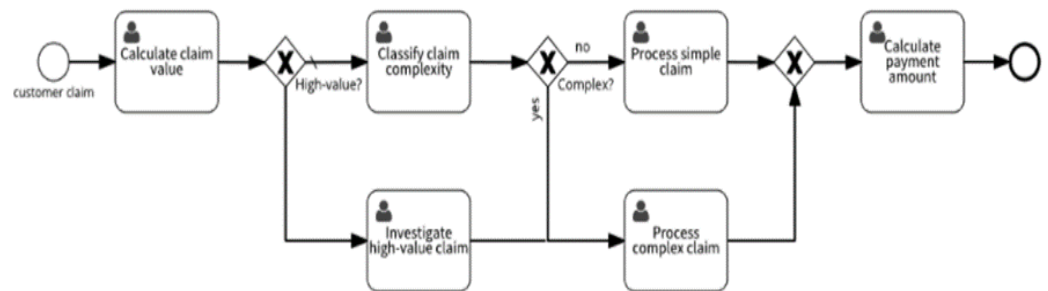 customer claim
Calculate claim
value
High-value?
Classify claim
complexity
no
Complex?
yes
Process simple
claim
Calculate
payment
amount
Investigate
high-value claim
Process
complex claim